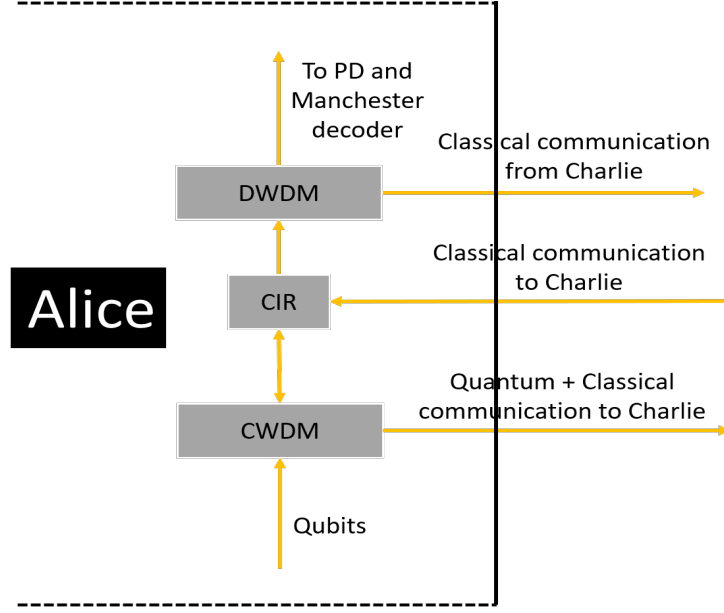 To PD and
Manchester
decoder
Classical communication
from Charlie
DWDM
Classical communication
to Charlie
Alice
CIR
Quantum + Classical
communication to Charlie
CWDM
Qubits